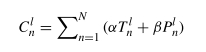 $C_n^l = \sum_{n=1}^{N} (\alpha T_n^l + \beta P_n^l)$